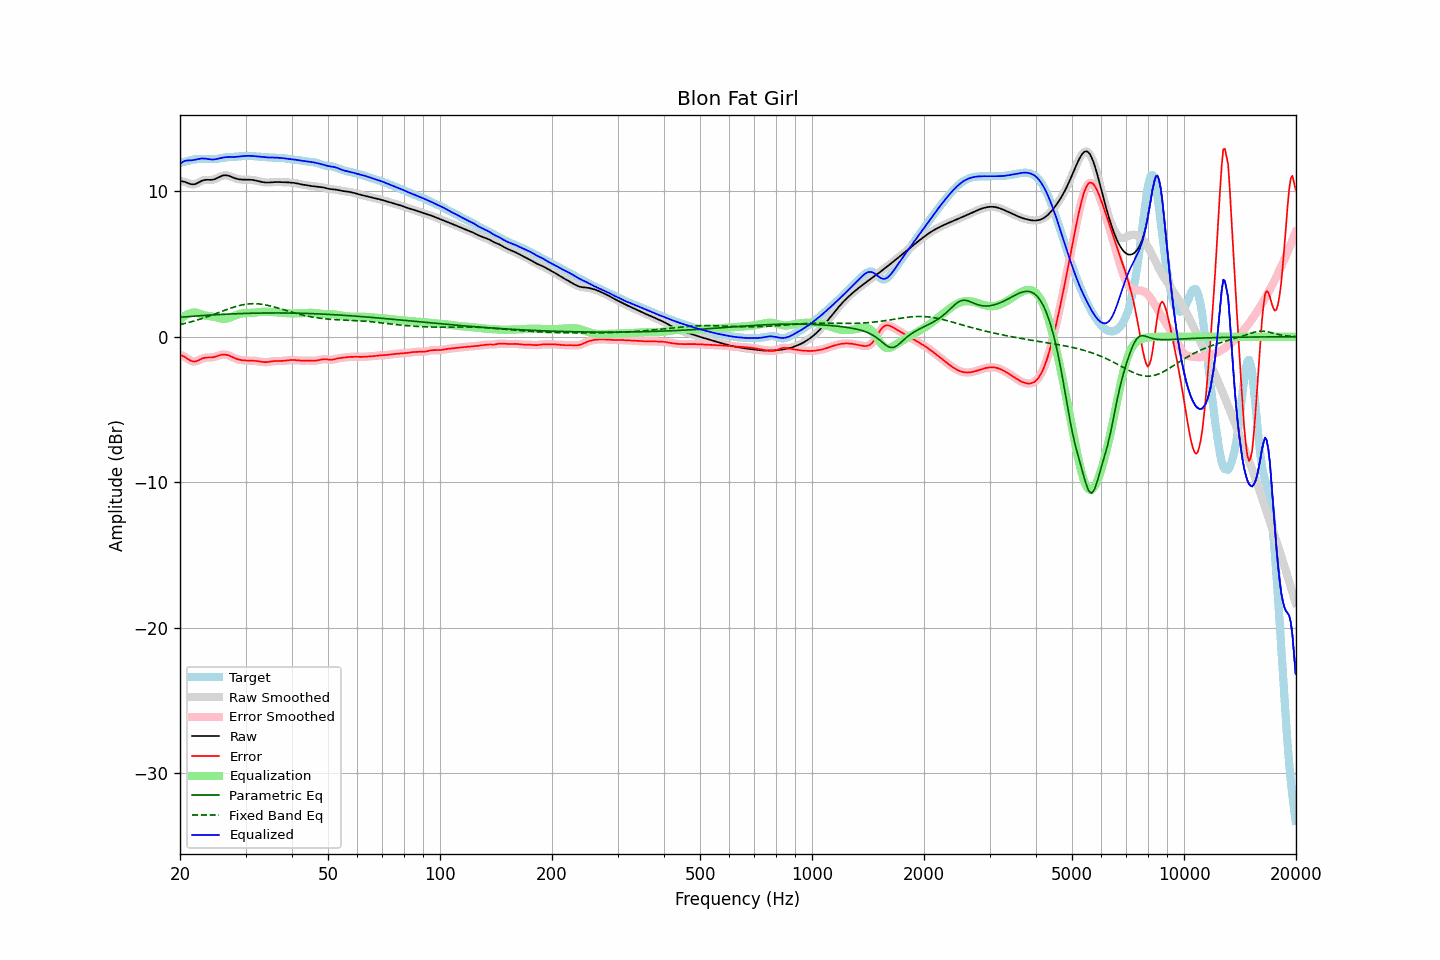 Blon Fat Girl
Amplitude (dBr)
10
0
−10
−20
−30
Target
Raw Smoothed
Error Smoothed
Raw
Error
Equalization
Parametric Eq
Fixed Band Eq
Equalized
20 50 100 200 500 1000 2000 5000 10000 20000
Frequency (Hz)